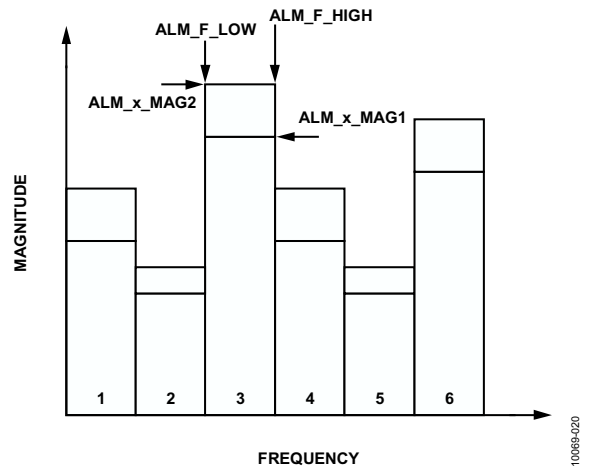 ALM_F_HIGH
ALM_F_LOW
ALM_x_MAG2
ALM_x_MAG1
MAGNITUDE
1 2 3 4 5 6
FREQUENCY
10069-020